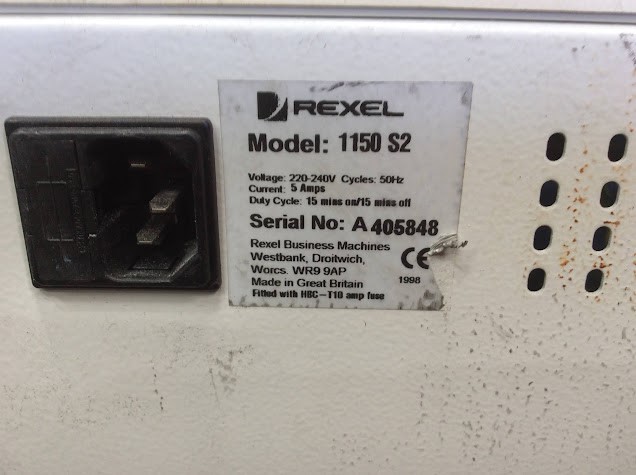 REXEL
Model: 1150 S2
Voltage: 220-240V Cycles: 50Hz
Current: 5 Amps
Duty Cycle: 15 mins on/15 mins off
Serial No: A 405848
Rexel Business Machines
Westbank, Droitwich,
Worcs. WR9 9AP CE
Made in Great Britain 1998
Fitted with HBC-T10 amp fuse